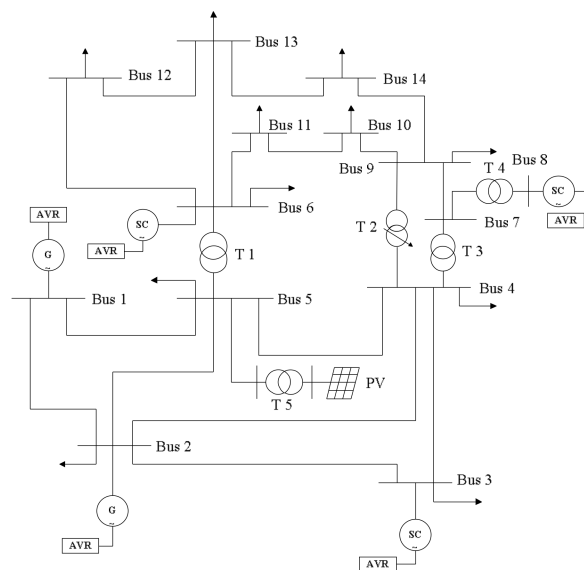 Bus 13
Bus 12
Bus 14
Bus 11
Bus 10
Bus 9
T 4
Bus 8
SC
~
AVR
Bus 7
Bus 6
AVR
SC
~
AVR
G
~
T 1
T 2
T 3
Bus 1
Bus 5
Bus 4
T 5
PV
Bus 2
Bus 3
G
~
AVR
SC
~
AVR